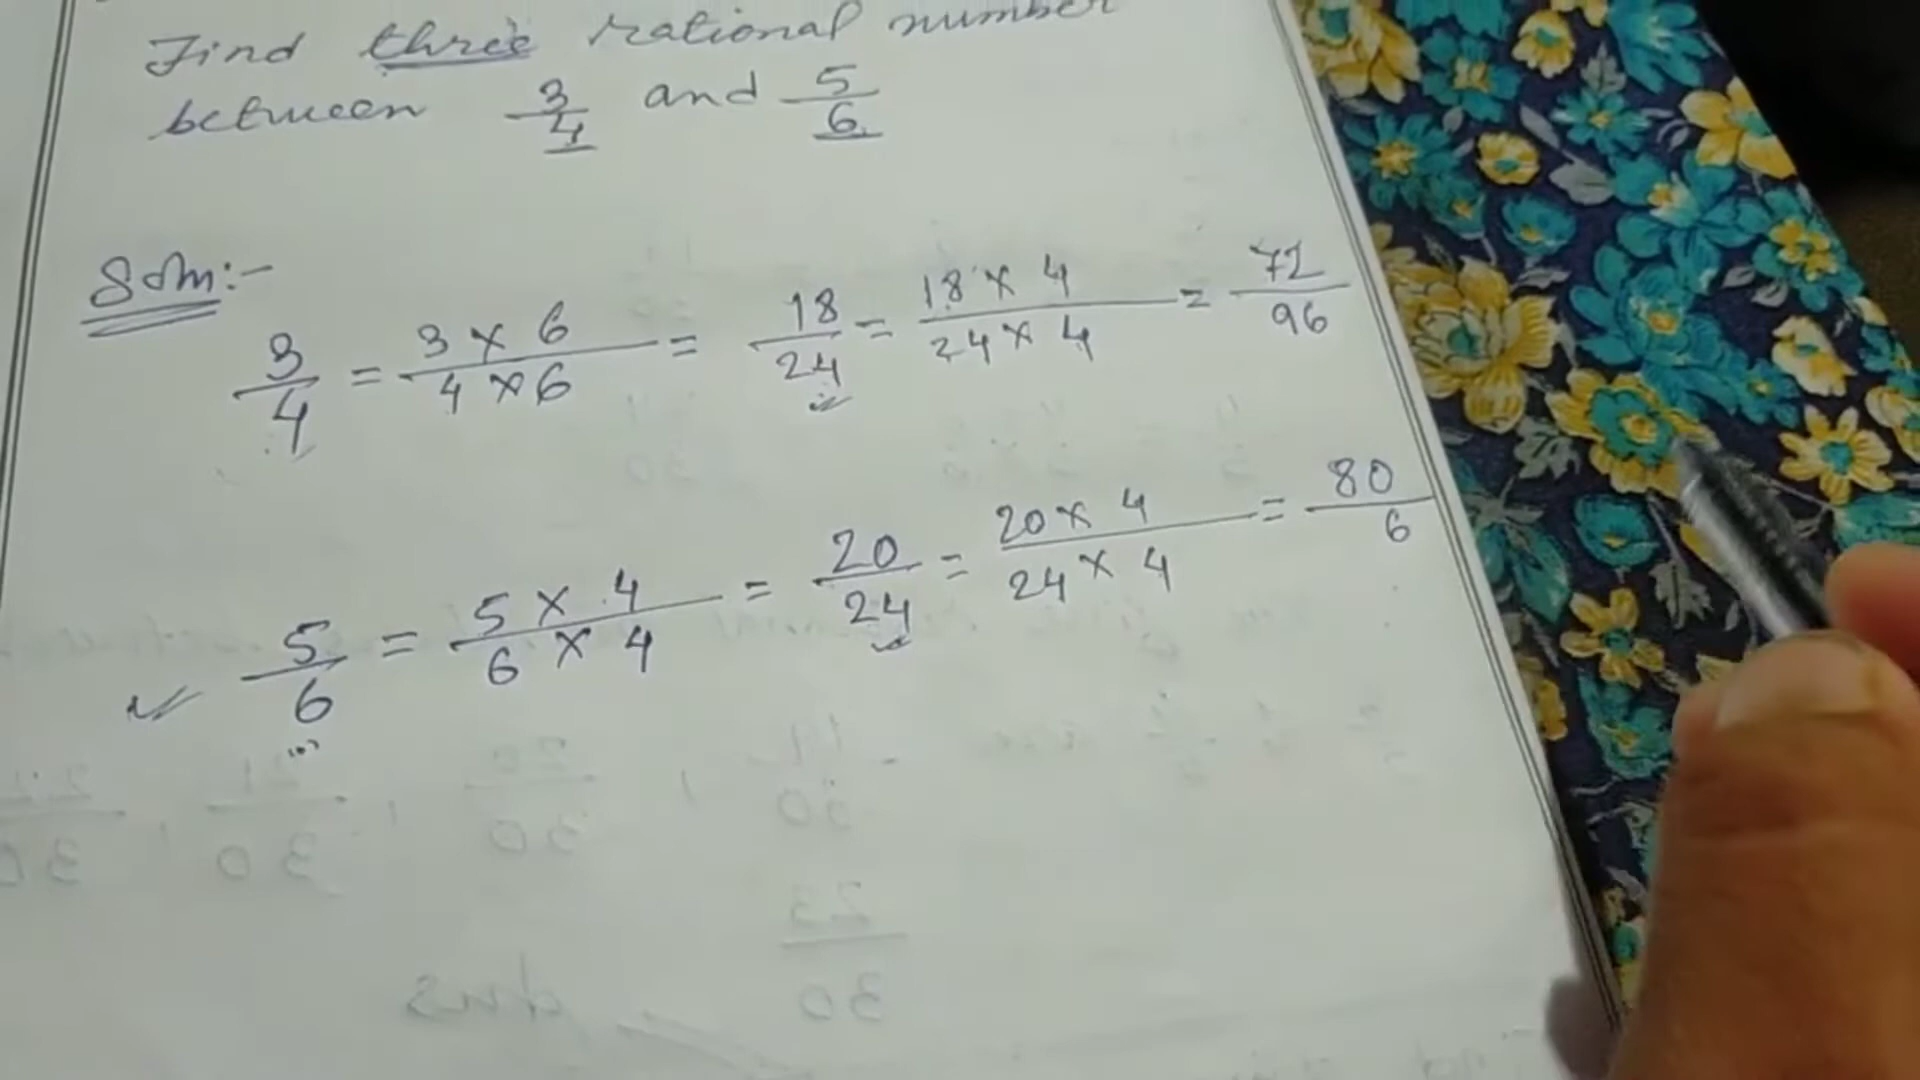 Find three rational number
between 3/4 and 5/6
Soln:-
3/4 = 3 × 6 / 4 × 6 = 18/24 = 18 × 4 / 24 × 4 = 72/96
5/6 = 5 × 4 / 6 × 4 = 20/24 = 20 × 4 / 24 × 4 = 80/6